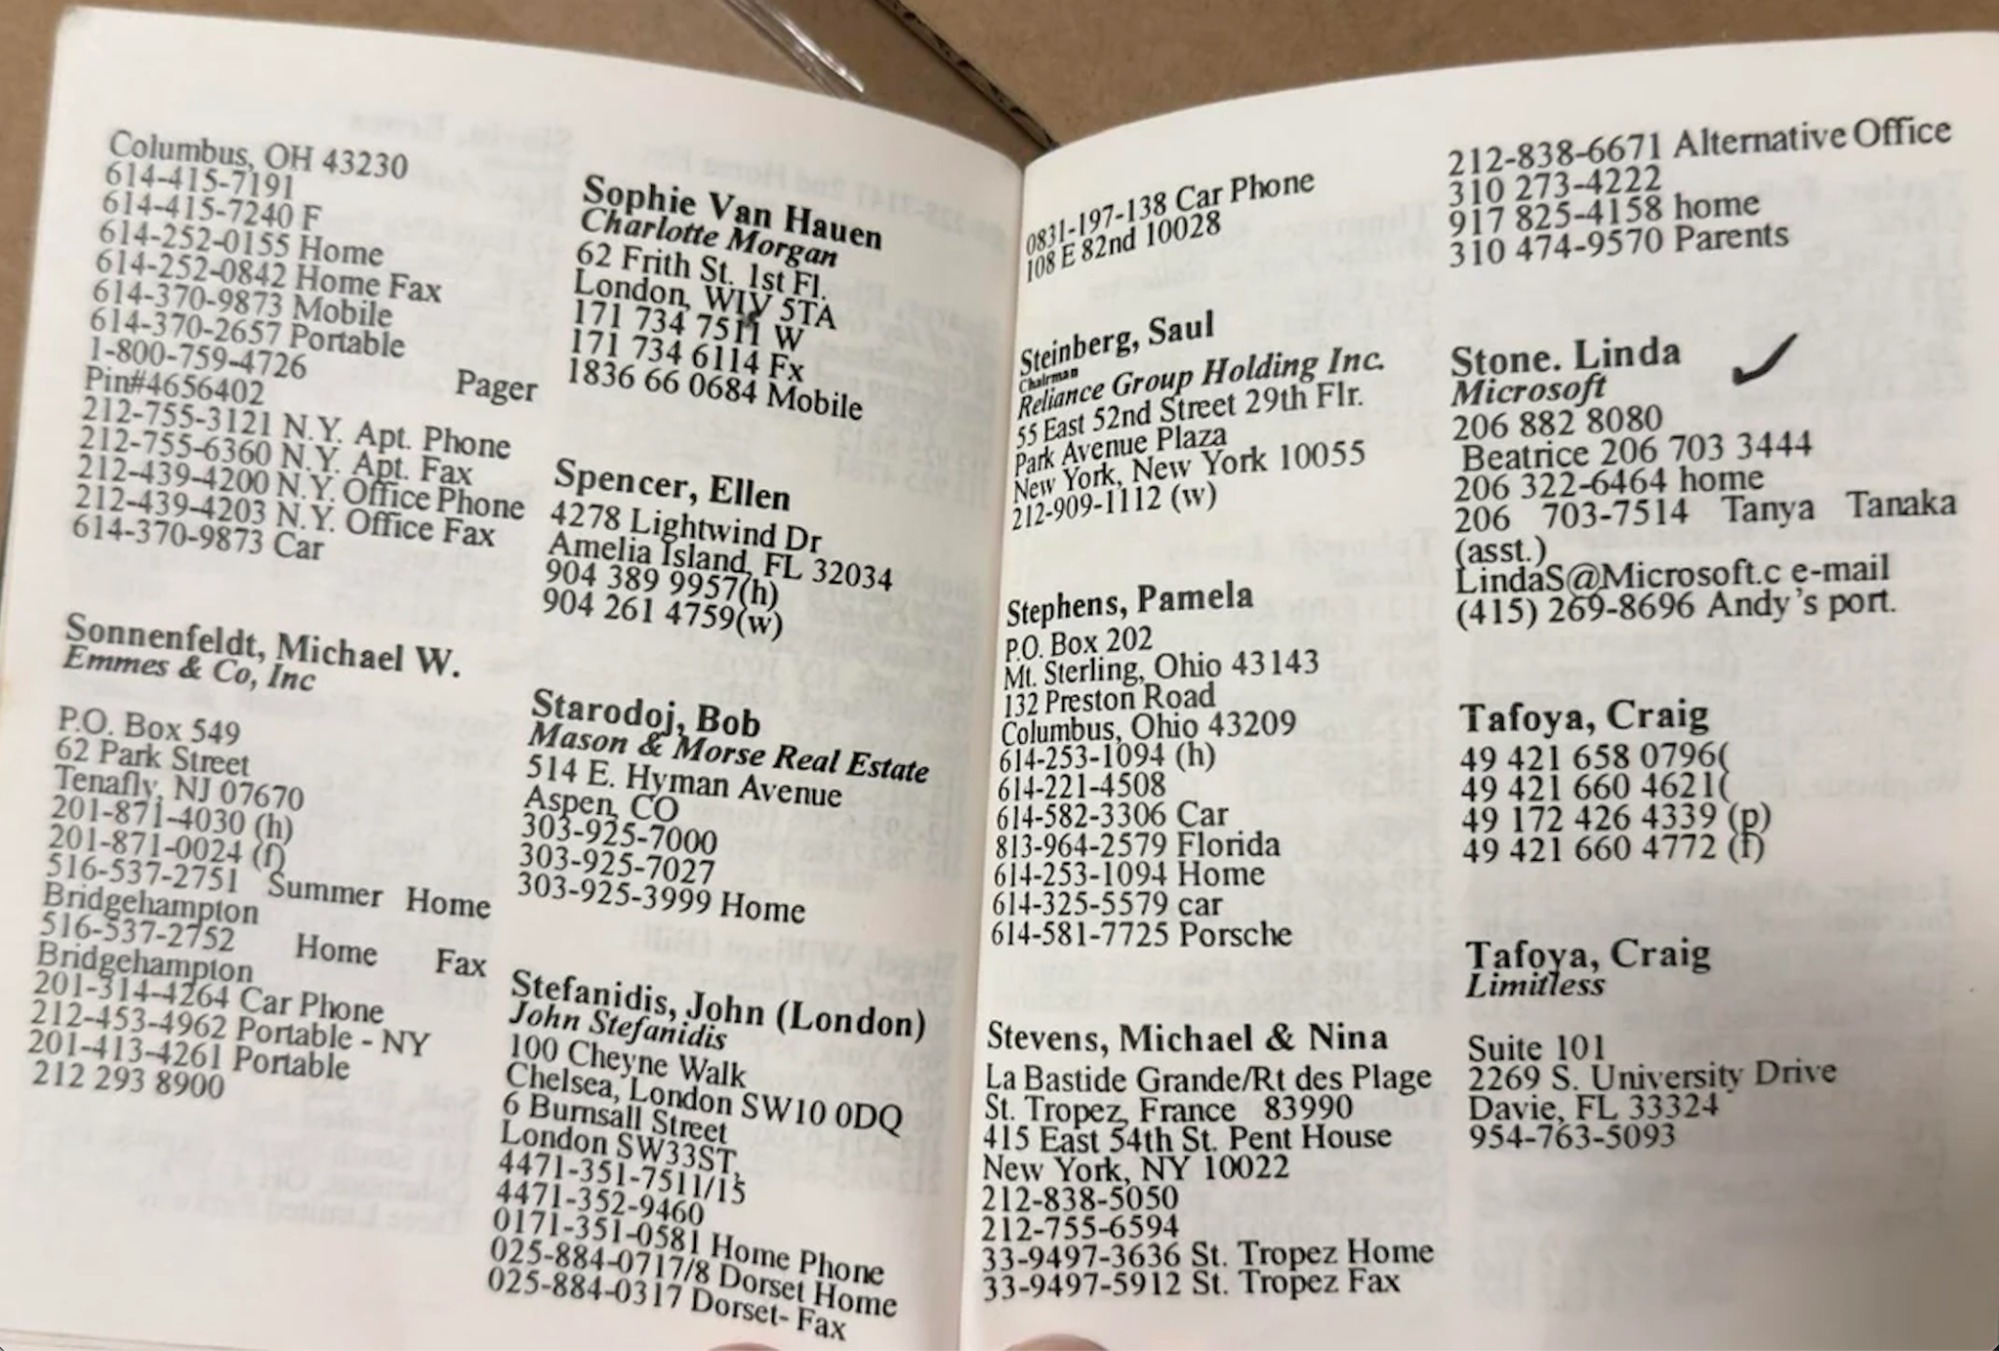 Columbus, OH 43230
614-415-7191
614-415-7240 F
614-252-0155 Home
614-252-0842 Home Fax
614-370-9873 Mobile
614-370-2657 Portable
1-800-759-4726 Pager
Pin#4656402
212-755-3121 N.Y. Apt. Phone
212-755-6360 N.Y. Apt. Fax
212-439-4200 N.Y. Office Phone
212-439-4203 N.Y. Office Fax
614-370-9873 Car
Sonnenfeldt, Michael W.
Emmes & Co, Inc
P.O. Box 549
62 Park Street
Tenafly, NJ 07670
201-871-4030 (h)
201-871-0024 (f)
516-537-2751 Summer Home
Bridgehampton
516-537-2752 Home Fax
Bridgehampton
201-314-4264 Car Phone
212-453-4962 Portable - NY
201-413-4261 Portable
212 293 8900
Sophie Van Hauen
Charlotte Morgan
62 Frith St. 1st Fl.
London, WIV 5TA
171 734 7511 W
171 734 6114 Fx
1836 66 0684 Mobile
Spencer, Ellen
4278 Lightwind Dr
Amelia Island, FL 32034
904 389 9957(h)
904 261 4759(w)
Starodoj, Bob
Mason & Morse Real Estate
514 E. Hyman Avenue
Aspen, CO
303-925-7000
303-925-7027
303-925-3999 Home
Stefanidis, John (London)
John Stefanidis
100 Cheyne Walk
Chelsea, London SW10 0DQ
6 Burnsall Street
London SW33ST,
4471-351-7511/15
4471-352-9460
0171-351-0581 Home Phone
025-884-0717/8 Dorset Home
025-884-0317 Dorset- Fax
0831-197-138 Car Phone
108 E 82nd 10028
Steinberg, Saul
Chairman
Reliance Group Holding Inc.
55 East 52nd Street 29th Flr.
Park Avenue Plaza
New York, New York 10055
212-909-1112 (w)
Stephens, Pamela
P.O. Box 202
Mt. Sterling, Ohio 43143
132 Preston Road
Columbus, Ohio 43209
614-253-1094 (h)
614-221-4508
614-582-3306 Car
813-964-2579 Florida
614-253-1094 Home
614-325-5579 car
614-581-7725 Porsche
Stevens, Michael & Nina
La Bastide Grande/Rt des Plage
St. Tropez, France 83990
415 East 54th St. Pent House
New York, NY 10022
212-838-5050
212-755-6594
33-9497-3636 St. Tropez Home
33-9497-5912 St. Tropez Fax
212-838-6671 Alternative Office
310 273-4222
917 825-4158 home
310 474-9570 Parents
Stone. Linda
Microsoft
206 882 8080
Beatrice 206 703 3444
206 322-6464 home
206 703-7514 Tanya Tanaka
(asst.)
LindaS@Microsoft.c e-mail
(415) 269-8696 Andy's port.
Tafoya, Craig
49 421 658 0796(
49 421 660 4621(
49 172 426 4339 (p)
49 421 660 4772 (f)
Tafoya, Craig
Limitless
Suite 101
2269 S. University Drive
Davie, FL 33324
954-763-5093